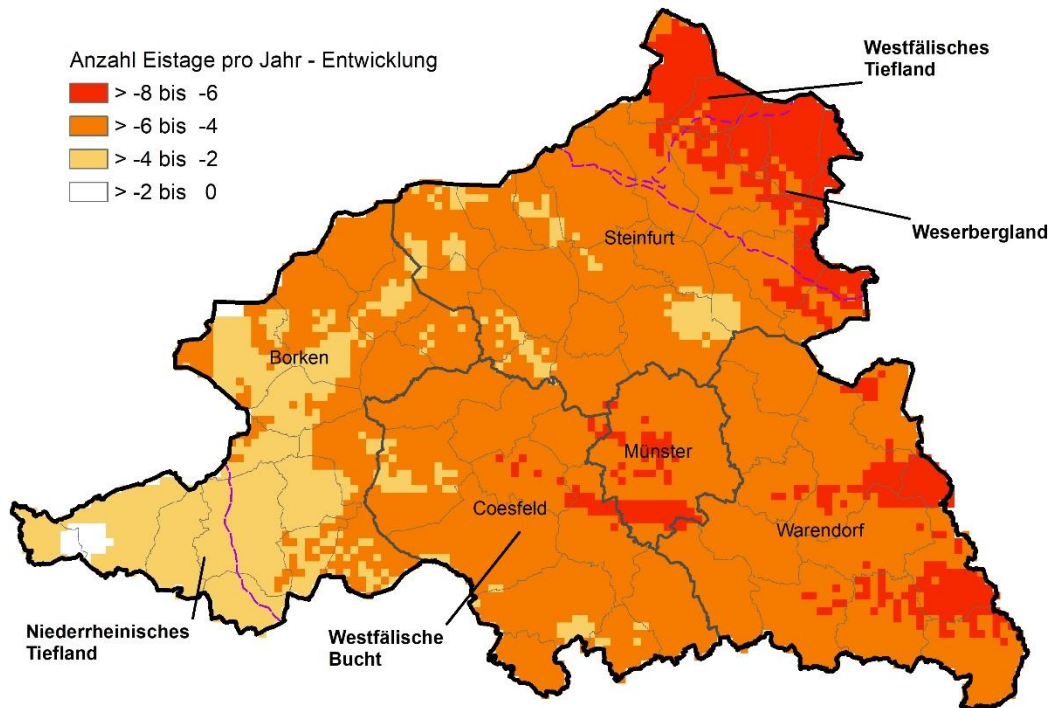 Anzahl Eistage pro Jahr - Entwicklung
> -8 bis -6
> -6 bis -4
> -4 bis -2
> -2 bis 0
Westfälisches
Tiefland
Weserbergland
Steinfurt
Borken
Münster
Coesfeld
Warendorf
Niederrheinisches
Tiefland
Westfälische
Bucht